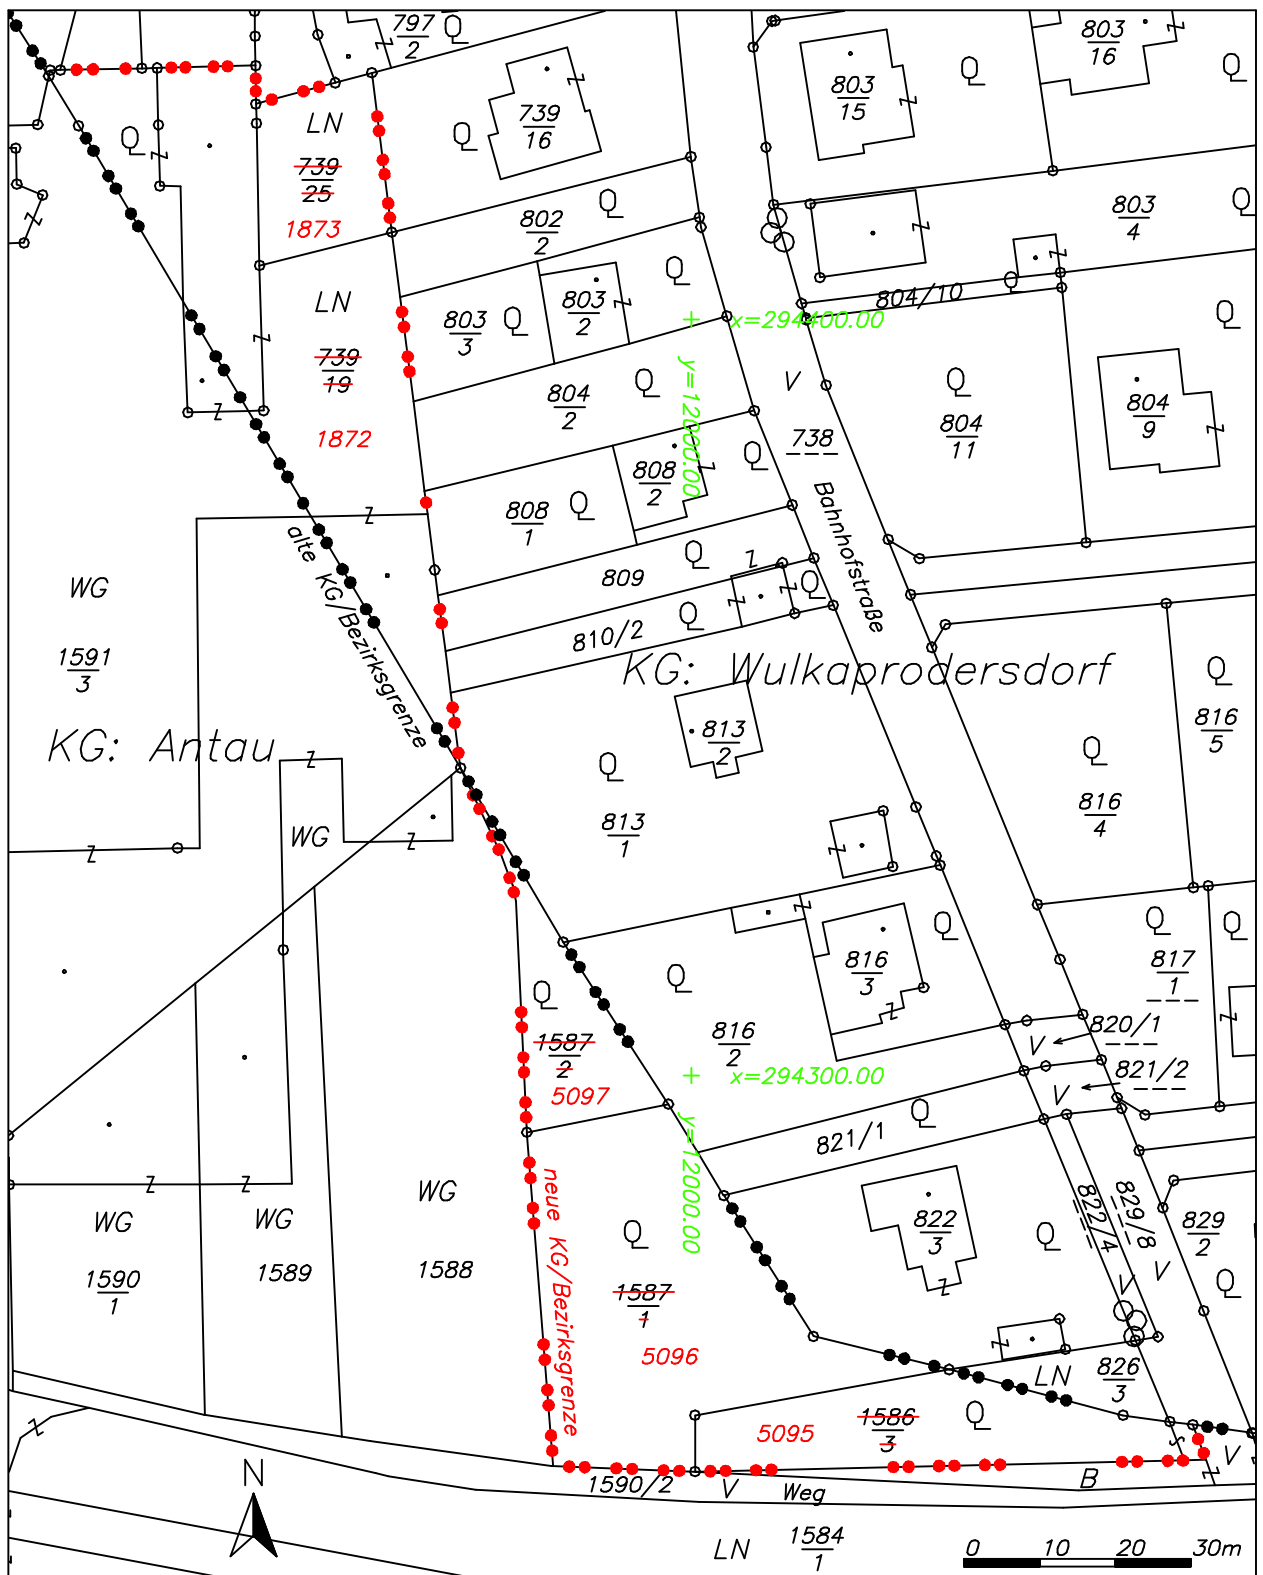 797
2
803
16
803
15
739
16
LN
739
25
1873
802
2
803
4
804/10
LN
739
19
1872
803
3
803
2
x=294400.00
y=12000.00
804
2
V
738
804
11
804
9
808
2
808
1
Bahnhofstraße
alte KG/Bezirksgrenze
809
810/2
WG
1591
3
KG: Wulkaprodersdorf
KG: Antau
813
2
816
5
816
4
813
1
WG
816
3
817
1
1587
2
5097
816
2
x=294300.00
y=12000.00
V
820/1
V
821/2
821/1
neue KG/Bezirksgrenze
WG
WG
WG
1590
1
1589
1588
822
3
822/4
829/8
829
2
V
V
1587
1
5096
LN
826
3
5095
1586
3
V
N
1590/2
V
Weg
B
LN
1584
1
0 10 20 30m